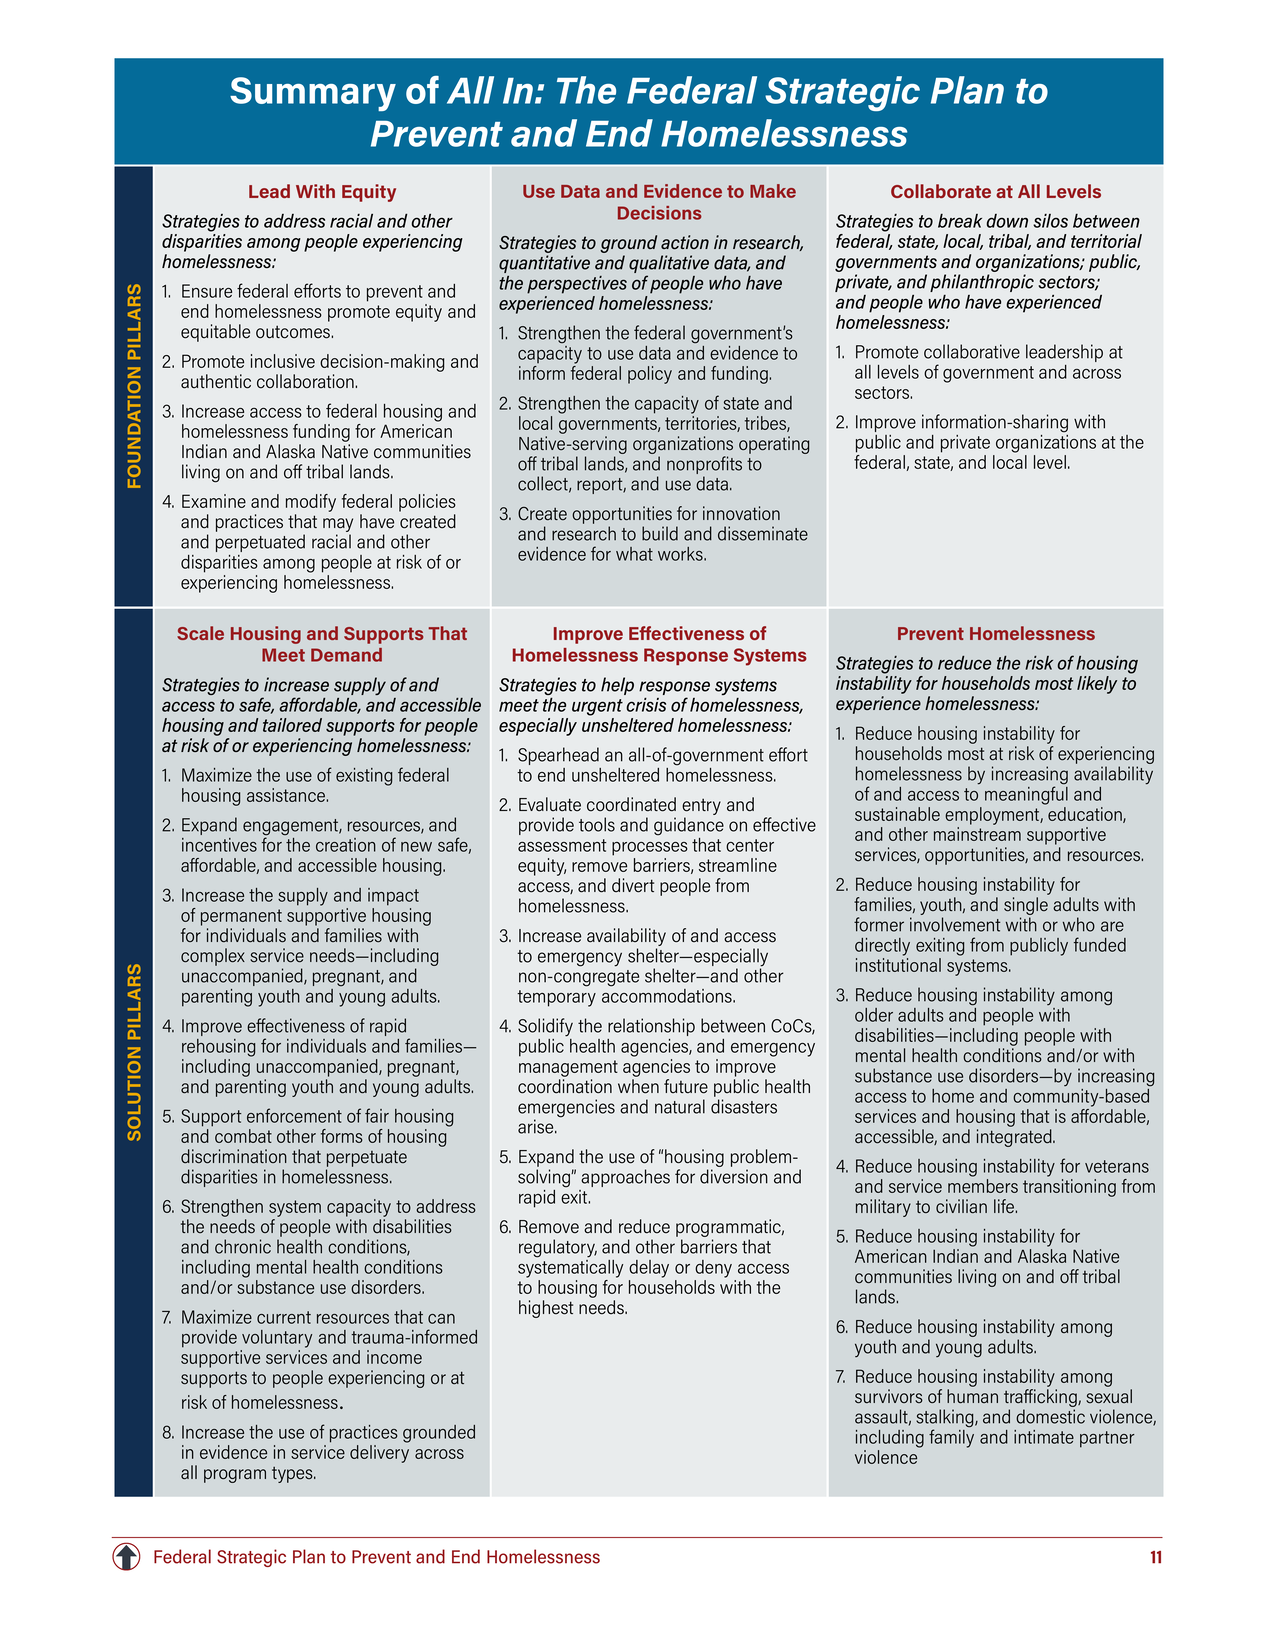 Summary of All In: The Federal Strategic Plan to
Prevent and End Homelessness
FOUNDATION PILLARS
Lead With Equity
Strategies to address racial and other
disparities among people experiencing
homelessness:
1. Ensure federal efforts to prevent and
end homelessness promote equity and
equitable outcomes.
2. Promote inclusive decision-making and
authentic collaboration.
3. Increase access to federal housing and
homelessness funding for American
Indian and Alaska Native communities
living on and off tribal lands.
4. Examine and modify federal policies
and practices that may have created
and perpetuated racial and other
disparities among people at risk of or
experiencing homelessness.
Use Data and Evidence to Make
Decisions
Strategies to ground action in research,
quantitative and qualitative data, and
the perspectives of people who have
experienced homelessness:
1. Strengthen the federal government's
capacity to use data and evidence to
inform federal policy and funding.
2. Strengthen the capacity of state and
local governments, territories, tribes,
Native-serving organizations operating
off tribal lands, and nonprofits to
collect, report, and use data.
3. Create opportunities for innovation
and research to build and disseminate
evidence for what works.
Collaborate at All Levels
Strategies to break down silos between
federal, state, local, tribal, and territorial
governments and organizations; public,
private, and philanthropic sectors;
and people who have experienced
homelessness:
1. Promote collaborative leadership at
all levels of government and across
sectors.
2. Improve information-sharing with
public and private organizations at the
federal, state, and local level.
SOLUTION PILLARS
Scale Housing and Supports That
Meet Demand
Strategies to increase supply of and
access to safe, affordable, and accessible
housing and tailored supports for people
at risk of or experiencing homelessness:
1. Maximize the use of existing federal
housing assistance.
2. Expand engagement, resources, and
incentives for the creation of new safe,
affordable, and accessible housing.
3. Increase the supply and impact
of permanent supportive housing
for individuals and families with
complex service needs—including
unaccompanied, pregnant, and
parenting youth and young adults.
4. Improve effectiveness of rapid
rehousing for individuals and families—
including unaccompanied, pregnant,
and parenting youth and young adults.
5. Support enforcement of fair housing
and combat other forms of housing
discrimination that perpetuate
disparities in homelessness.
6. Strengthen system capacity to address
the needs of people with disabilities
and chronic health conditions,
including mental health conditions
and/or substance use disorders.
7. Maximize current resources that can
provide voluntary and trauma-informed
supportive services and income
supports to people experiencing or at
risk of homelessness.
8. Increase the use of practices grounded
in evidence in service delivery across
all program types.
Improve Effectiveness of
Homelessness Response Systems
Strategies to help response systems
meet the urgent crisis of homelessness,
especially unsheltered homelessness:
1. Spearhead an all-of-government effort
to end unsheltered homelessness.
2. Evaluate coordinated entry and
provide tools and guidance on effective
assessment processes that center
equity, remove barriers, streamline
access, and divert people from
homelessness.
3. Increase availability of and access
to emergency shelter—especially
non-congregate shelter—and other
temporary accommodations.
4. Solidify the relationship between CoCs,
public health agencies, and emergency
management agencies to improve
coordination when future public health
emergencies and natural disasters
arise.
5. Expand the use of "housing problem-
solving" approaches for diversion and
rapid exit.
6. Remove and reduce programmatic,
regulatory, and other barriers that
systematically delay or deny access
to housing for households with the
highest needs.
Prevent Homelessness
Strategies to reduce the risk of housing
instability for households most likely to
experience homelessness:
1. Reduce housing instability for
households most at risk of experiencing
homelessness by increasing availability
of and access to meaningful and
sustainable employment, education,
and other mainstream supportive
services, opportunities, and resources.
2. Reduce housing instability for
families, youth, and single adults with
former involvement with or who are
directly exiting from publicly funded
institutional systems.
3. Reduce housing instability among
older adults and people with
disabilities—including people with
mental health conditions and/or with
substance use disorders—by increasing
access to home and community-based
services and housing that is affordable,
accessible, and integrated.
4. Reduce housing instability for veterans
and service members transitioning from
military to civilian life.
5. Reduce housing instability for
American Indian and Alaska Native
communities living on and off tribal
lands.
6. Reduce housing instability among
youth and young adults.
7. Reduce housing instability among
survivors of human trafficking, sexual
assault, stalking, and domestic violence,
including family and intimate partner
violence
Federal Strategic Plan to Prevent and End Homelessness
11